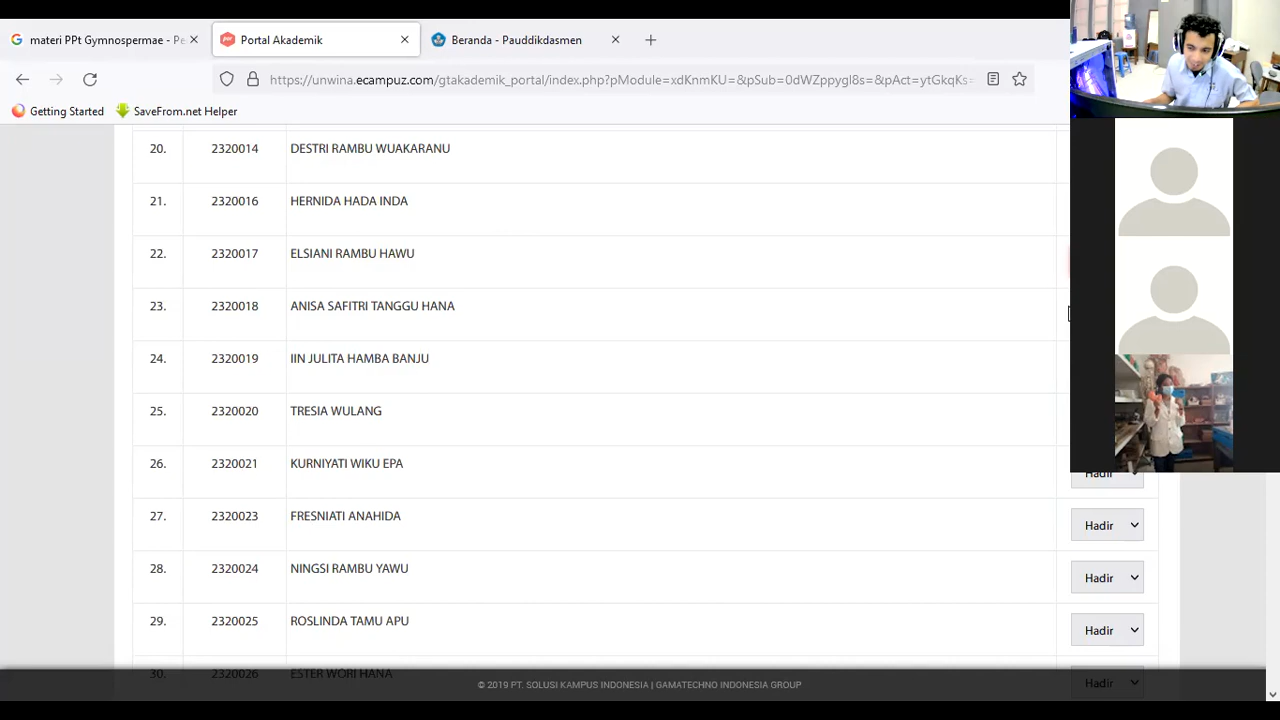 materi PPt Gymnospermae - Pe
Portal Akademik
Beranda - Pauddikdasmen
https://unwina.ecampuz.com/gtakademik_portal/index.php?pModule=xdKnmKU=&pSub=0dWZppygl8s=&pAct=ytGkqKs=
Getting Started
SaveFrom.net Helper
20. 2320014 DESTRI RAMBU WUAKARANU
21. 2320016 HERNIDA HADA INDA
22. 2320017 ELSIANI RAMBU HAWU
23. 2320018 ANISA SAFITRI TANGGU HANA
24. 2320019 IIN JULITA HAMBA BANJU
25. 2320020 TRESIA WULANG
26. 2320021 KURNIYATI WIKU EPA Hadir
27. 2320023 FRESNIATI ANAHIDA Hadir
28. 2320024 NINGSI RAMBU YAWU Hadir
29. 2320025 ROSLINDA TAMU APU Hadir
30. 2320026 ESTER WORI HANA Hadir
© 2019 PT. SOLUSI KAMPUS INDONESIA | GAMATECHNO INDONESIA GROUP